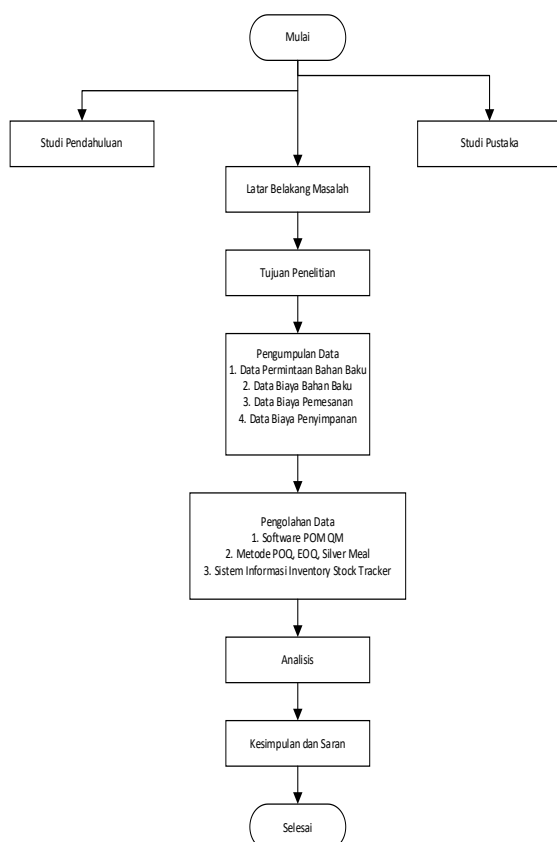 Mulai
Studi Pendahuluan
Studi Pustaka
Latar Belakang Masalah
Tujuan Penelitian
Pengumpulan Data
1. Data Permintaan Bahan Baku
2. Data Biaya Bahan Baku
3. Data Biaya Pemesanan
4. Data Biaya Penyimpanan
Pengolahan Data
1. Software POM QM
2. Metode POQ, EOQ, Silver Meal
3. Sistem Informasi Inventory Stock Tracker
Analisis
Kesimpulan dan Saran
Selesai